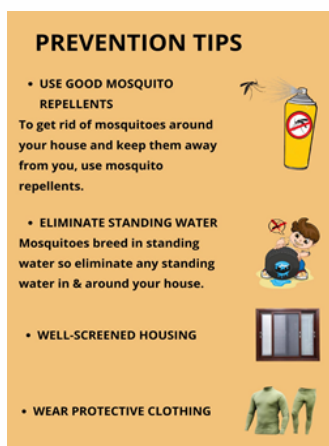 PREVENTION TIPS
• USE GOOD MOSQUITO
REPELLENTS
To get rid of mosquitoes around
your house and keep them away
from you, use mosquito
repellents.
• ELIMINATE STANDING WATER
Mosquitoes breed in standing
water so eliminate any standing
water in & around your house.
• WELL-SCREENED HOUSING
• WEAR PROTECTIVE CLOTHING